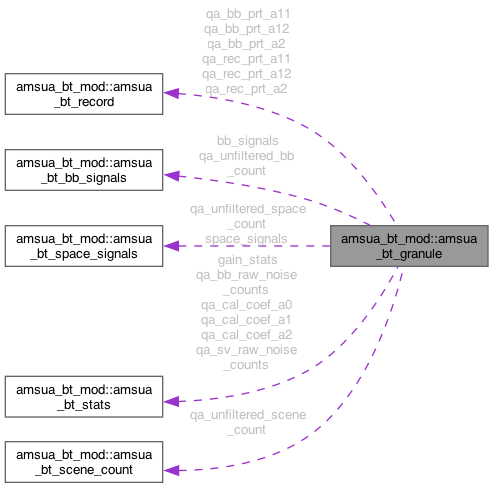 qa_bb_prt_a11
qa_bb_prt_a12
qa_bb_prt_a2
qa_rec_prt_a11
qa_rec_prt_a12
qa_rec_prt_a2
amsua_bt_mod::amsua
_bt_record
bb_signals
qa_unfiltered_bb
_count
amsua_bt_mod::amsua
_bt_bb_signals
qa_unfiltered_space
_count
space_signals
amsua_bt_mod::amsua
_bt_space_signals
amsua_bt_mod::amsua
_bt_granule
gain_stats
qa_bb_raw_noise
_counts
qa_cal_coef_a0
qa_cal_coef_a1
qa_cal_coef_a2
qa_sv_raw_noise
_counts
amsua_bt_mod::amsua
_bt_stats
qa_unfiltered_scene
_count
amsua_bt_mod::amsua
_bt_scene_count